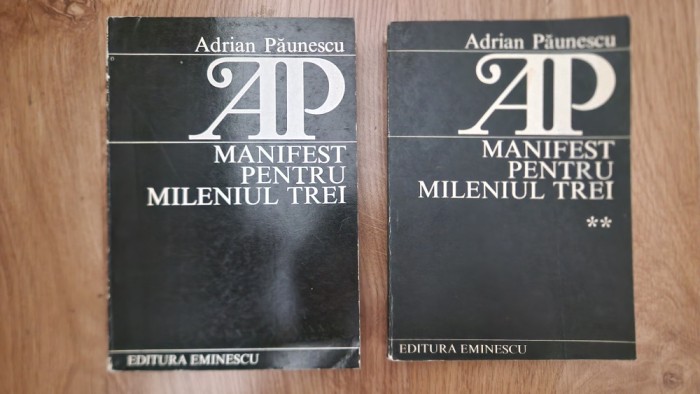 Adrian Păunescu
AP
MANIFEST
PENTRU
MILENIUL TREI
EDITURA EMINESCU
Adrian Păunescu
AP
MANIFEST
PENTRU
MILENIUL TREI
**
EDITURA EMINESCU